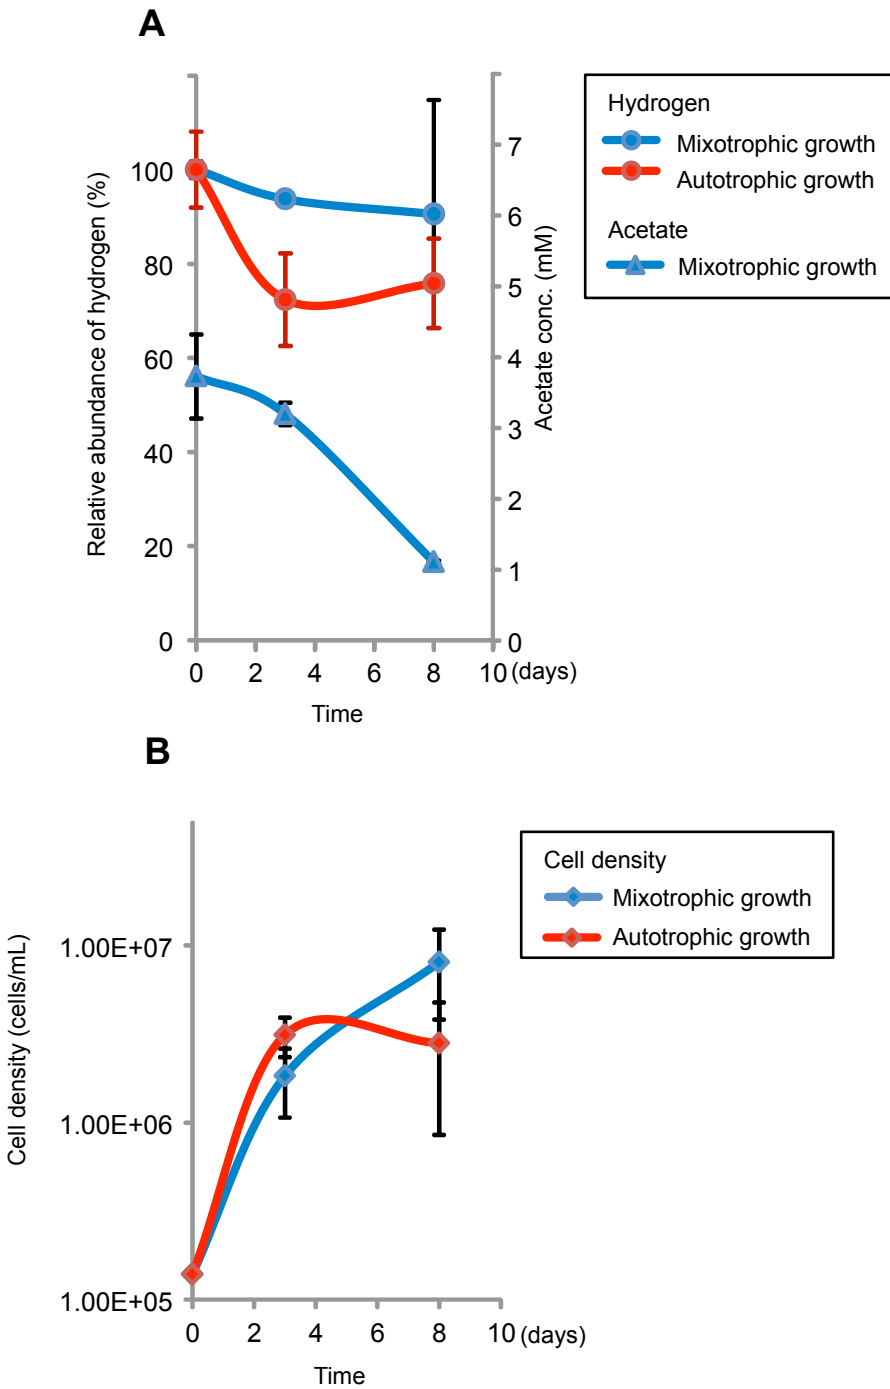 A
Relative abundance of hydrogen (%)
100
80
60
40
20
0
7
6
5
4
3
2
1
0
Acetate conc. (mM)
0 2 4 6 8 10 (days)
Time
Hydrogen
Mixotrophic growth
Autotrophic growth
Acetate
Mixotrophic growth
B
Cell density (cells/mL)
1.00E+07
1.00E+06
1.00E+05
0 2 4 6 8 10 (days)
Time
Cell density
Mixotrophic growth
Autotrophic growth